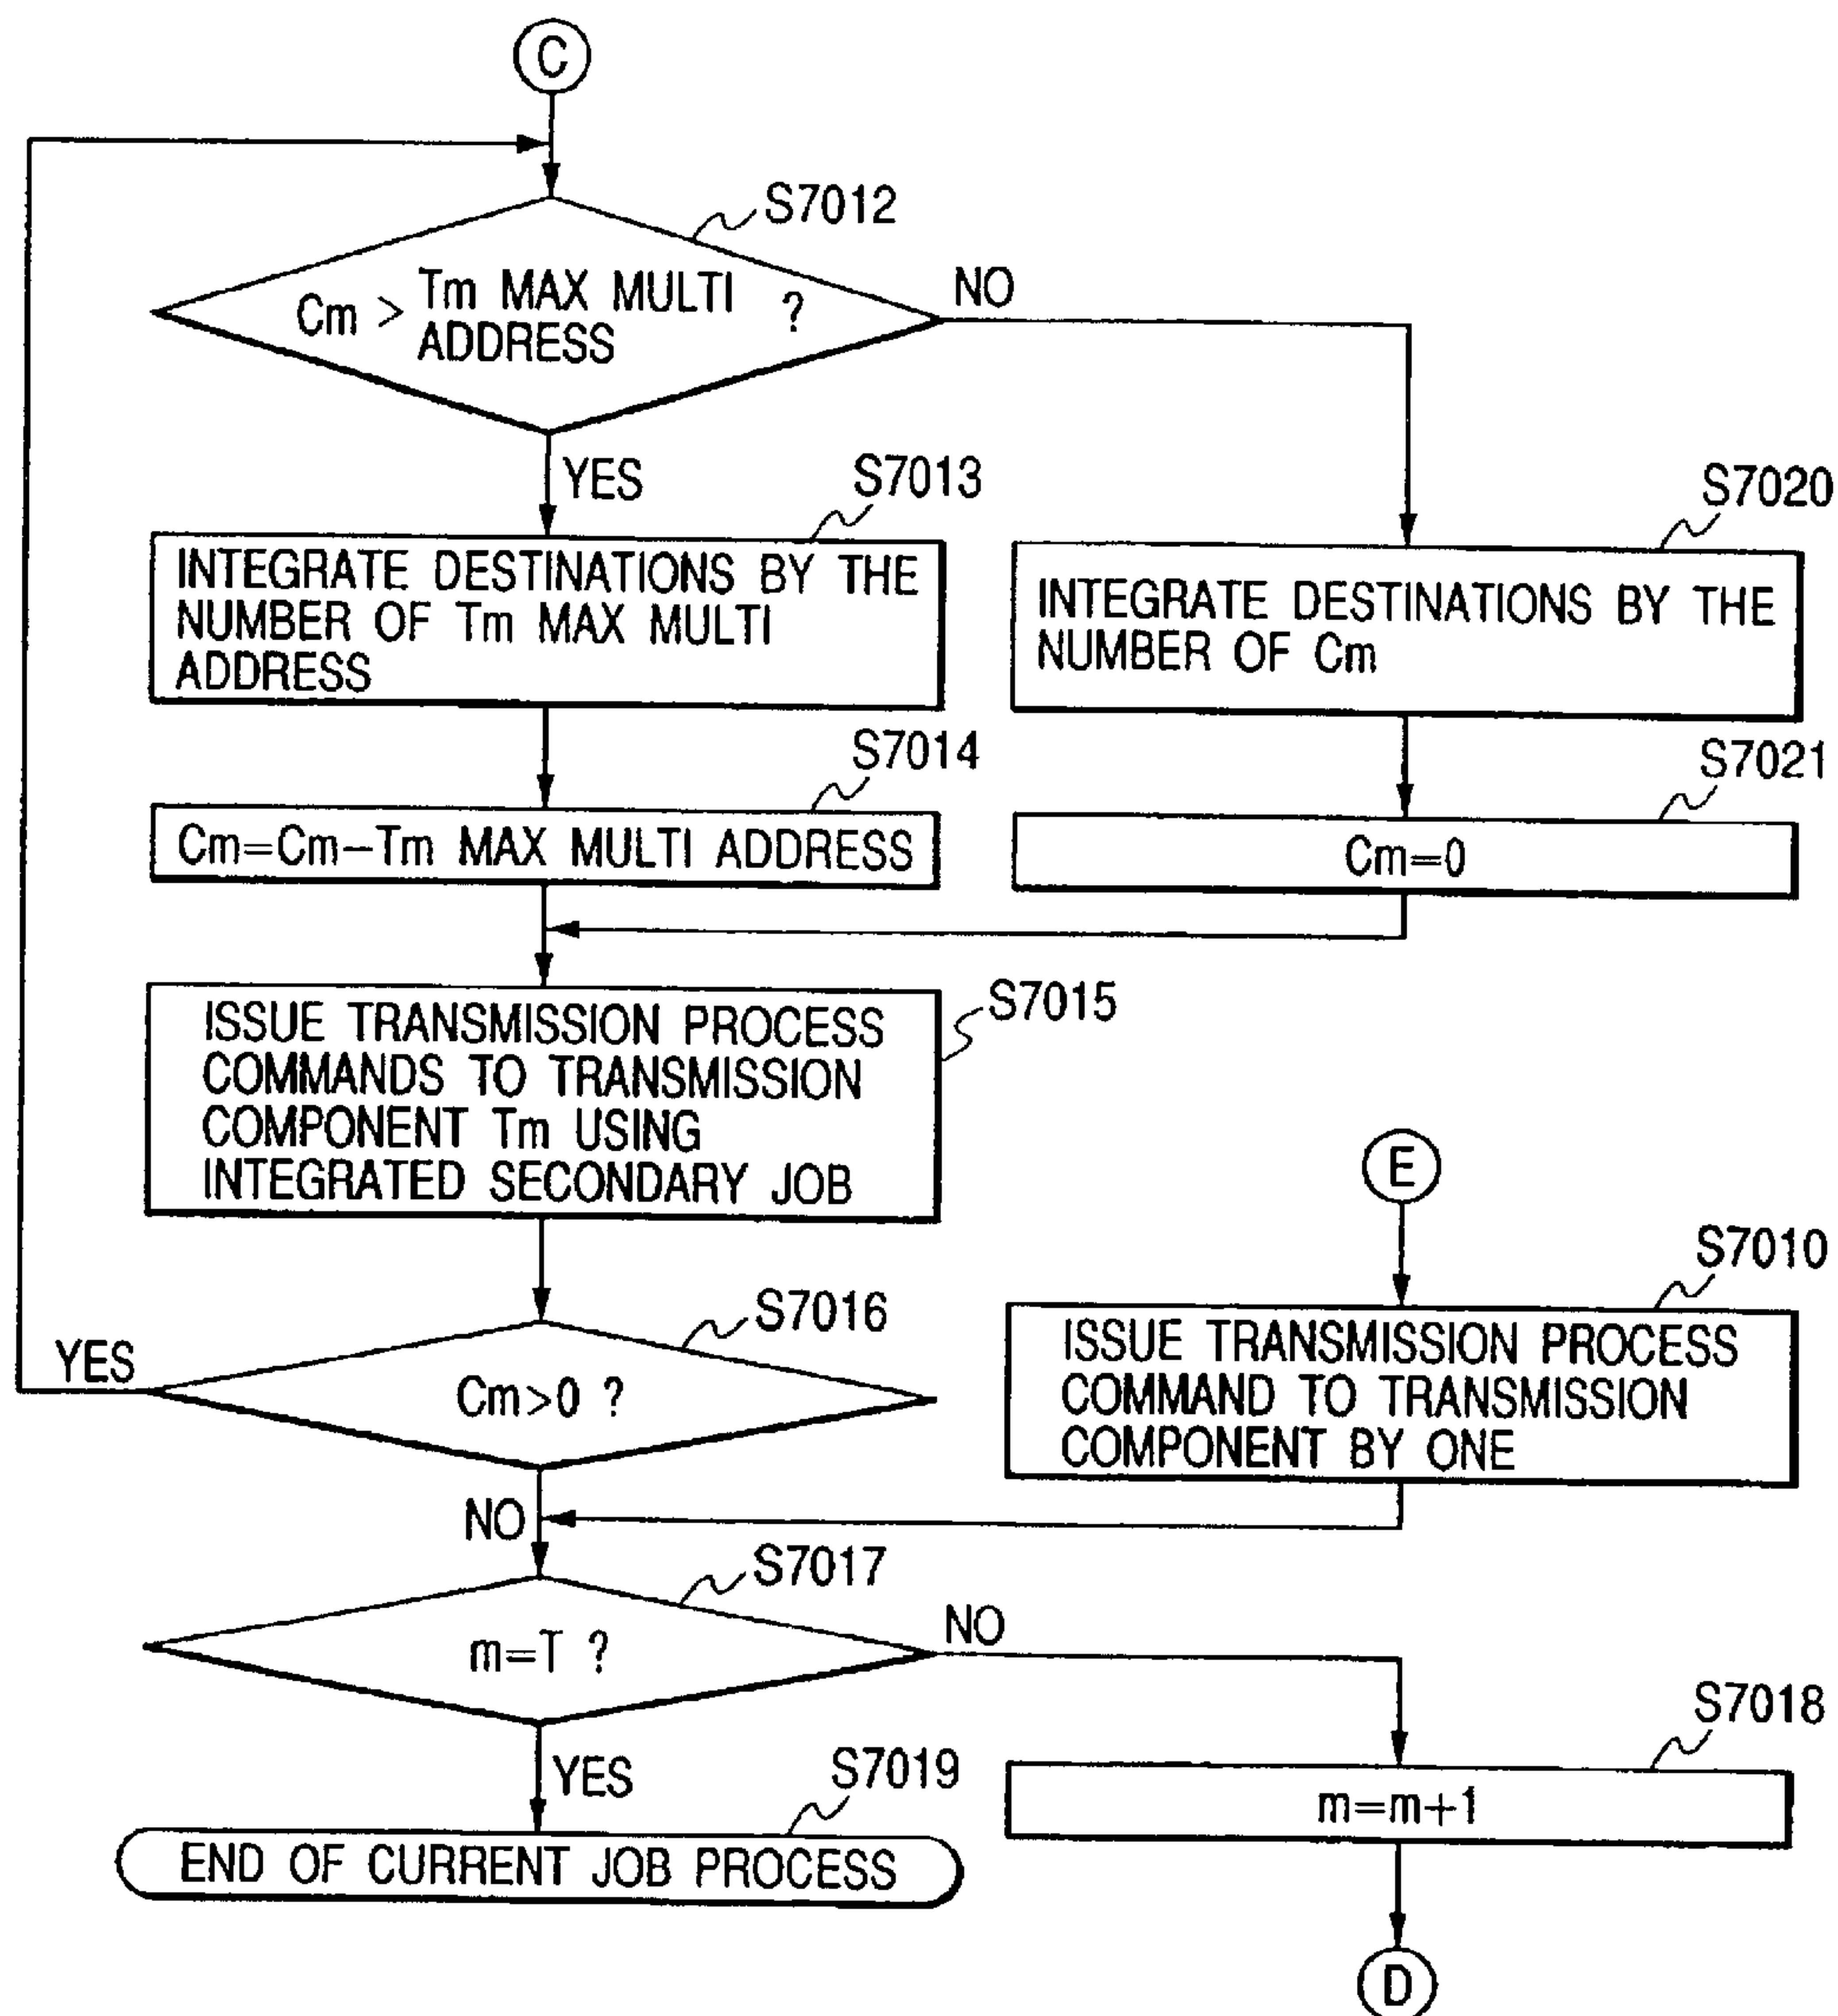 C
S7012
Cm > Tm MAX MULTI
ADDRESS ?
NO
YES
S7013
INTEGRATE DESTINATIONS BY THE
NUMBER OF Tm MAX MULTI
ADDRESS
S7020
INTEGRATE DESTINATIONS BY THE
NUMBER OF Cm
S7014
Cm=Cm-Tm MAX MULTI ADDRESS
S7021
Cm=0
S7015
ISSUE TRANSMISSION PROCESS
COMMANDS TO TRANSMISSION
COMPONENT Tm USING
INTEGRATED SECONDARY JOB
E
S7010
ISSUE TRANSMISSION PROCESS
COMMAND TO TRANSMISSION
COMPONENT BY ONE
S7016
YES
Cm>0 ?
NO
S7017
m=T ?
NO
S7018
m=m+1
YES
S7019
END OF CURRENT JOB PROCESS
D